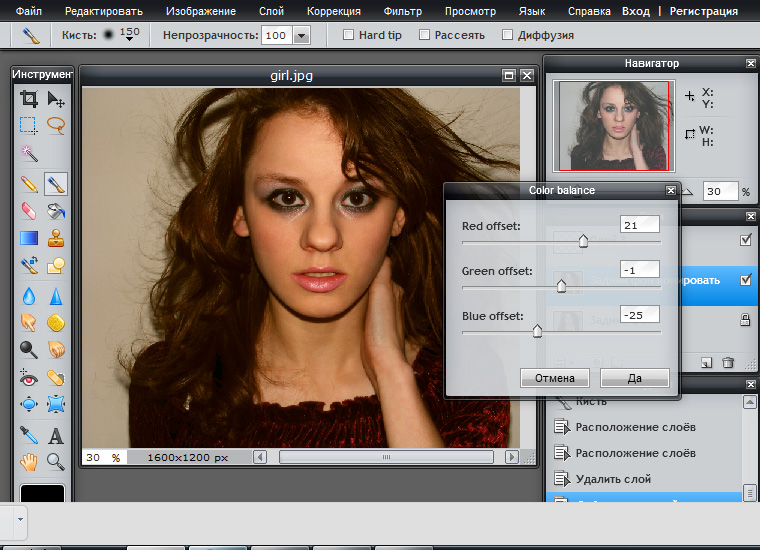 Файл Редактировать Изображение Слой Коррекция Фильтр Просмотр Язык Справка Вход | Регистрация
Кисть: 150 Непрозрачность: 100 Hard tip Рассеять Диффузия
Инструмент
girl.jpg
Навигатор
X:
Y:
W:
H:
30 %
Color balance
Red offset: 21
Green offset: -1
Blue offset: -25
Отмена Да
30 % 1600x1200 px
Кисть
Расположение слоёв
Расположение слоёв
Удалить слой